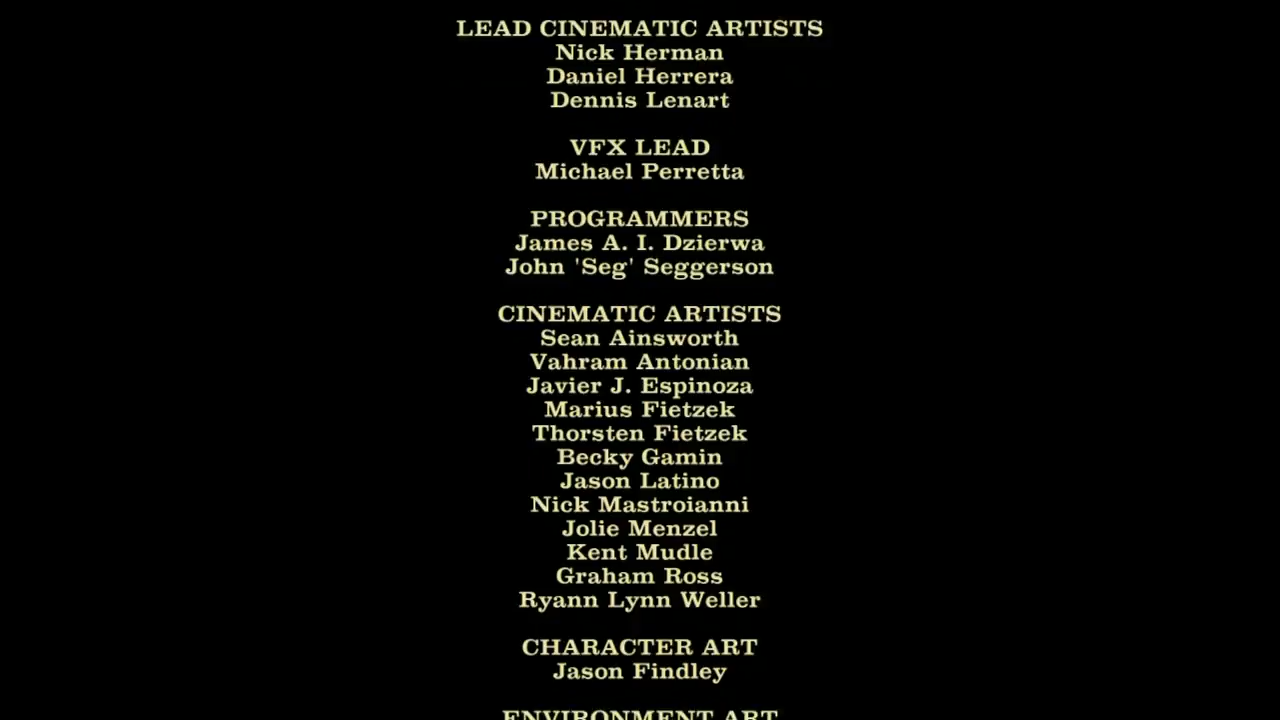 LEAD CINEMATIC ARTISTS
Nick Herman
Daniel Herrera
Dennis Lenart
VFX LEAD
Michael Perretta
PROGRAMMERS
James A. I. Dzierwa
John 'Seg' Seggerson
CINEMATIC ARTISTS
Sean Ainsworth
Vahram Antonian
Javier J. Espinoza
Marius Fietzek
Thorsten Fietzek
Becky Gamin
Jason Latino
Nick Mastroianni
Jolie Menzel
Kent Mudle
Graham Ross
Ryann Lynn Weller
CHARACTER ART
Jason Findley
ENVIRONMENT ART